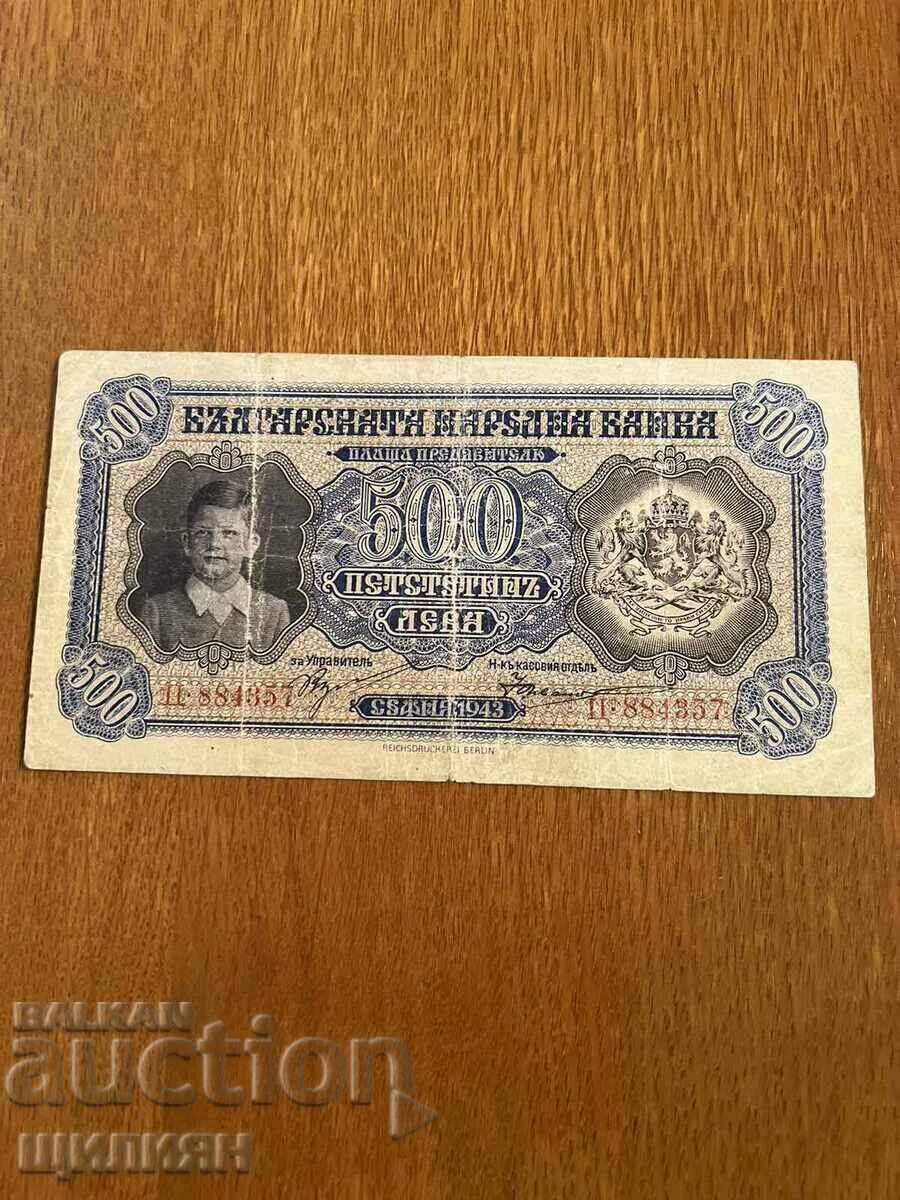 500 500
БЪЛГАРСКАТА НАРОДНА БАНКА
ПЛАЩА ПРЕДАВИТЕЛЮ
500
ПЕТСТОТИНЪ
ЛЕВА
за Управитель Н-къ касовия отдѣлъ
П·884357 П·884357
СОФИЯ 1943
500 500
REICHSDRUCKEREI BERLIN
BALKAN
auction
ЩИЛИЯН